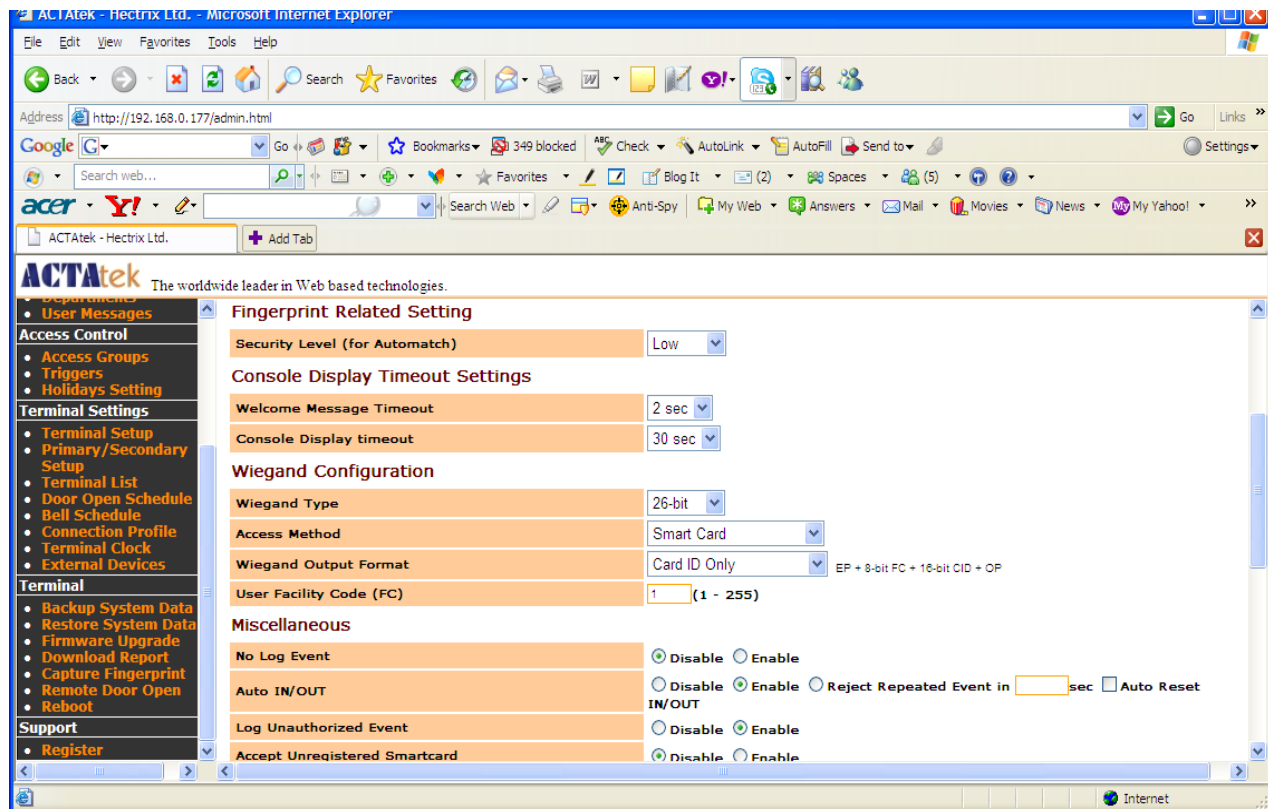 ACTAtek - Hectrix Ltd. - Microsoft Internet Explorer
File Edit View Favorites Tools Help
Back Search Favorites
Address http://192.168.0.177/admin.html Go Links »
Google G Go Bookmarks 349 blocked ABC Check AutoLink AutoFill Send to Settings
Search web... Favorites Blog It (2) Spaces (5)
acer Y! Search Web Anti-Spy My Web Answers Mail Movies News My Yahoo! »
ACTAtek - Hectrix Ltd. Add Tab
ACTAtek The worldwide leader in Web based technologies.
Departments
User Messages
Access Control
Access Groups
Triggers
Holidays Setting
Terminal Settings
Terminal Setup
Primary/Secondary
Setup
Terminal List
Door Open Schedule
Bell Schedule
Connection Profile
Terminal Clock
External Devices
Terminal
Backup System Data
Restore System Data
Firmware Upgrade
Download Report
Capture Fingerprint
Remote Door Open
Reboot
Support
Register
Fingerprint Related Setting
Security Level (for Automatch) Low
Console Display Timeout Settings
Welcome Message Timeout 2 sec
Console Display timeout 30 sec
Wiegand Configuration
Wiegand Type 26-bit
Access Method Smart Card
Wiegand Output Format Card ID Only EP + 8-bit FC + 16-bit CID + OP
User Facility Code (FC) 1 (1 - 255)
Miscellaneous
No Log Event Disable Enable
Auto IN/OUT Disable Enable Reject Repeated Event in sec Auto Reset
IN/OUT
Log Unauthorized Event Disable Enable
Accept Unregistered Smartcard Disable Enable
Internet